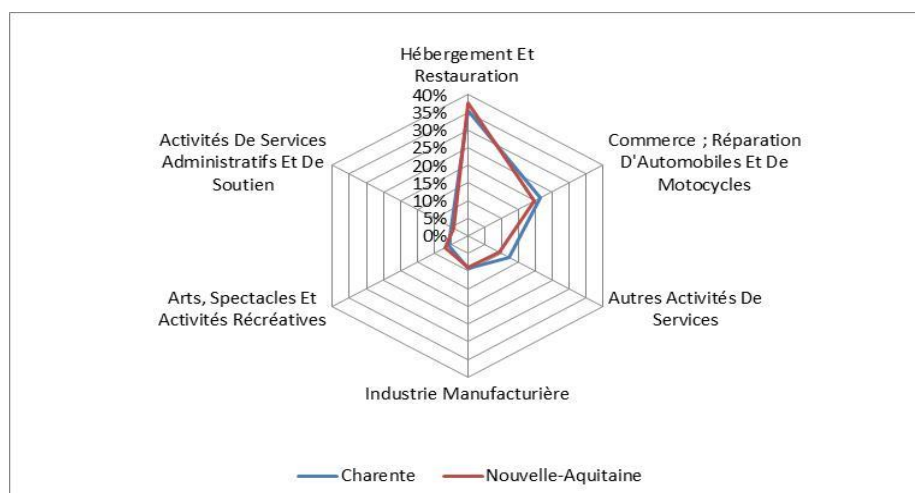 Hébergement Et
Restauration
40%
35%
30%
25%
20%
15%
10%
5%
0%
Commerce ; Réparation
D'Automobiles Et De
Motocycles
Autres Activités De
Services
Industrie Manufacturière
Arts, Spectacles Et
Activités Récréatives
Activités De Services
Administratifs Et De
Soutien
Charente
Nouvelle-Aquitaine